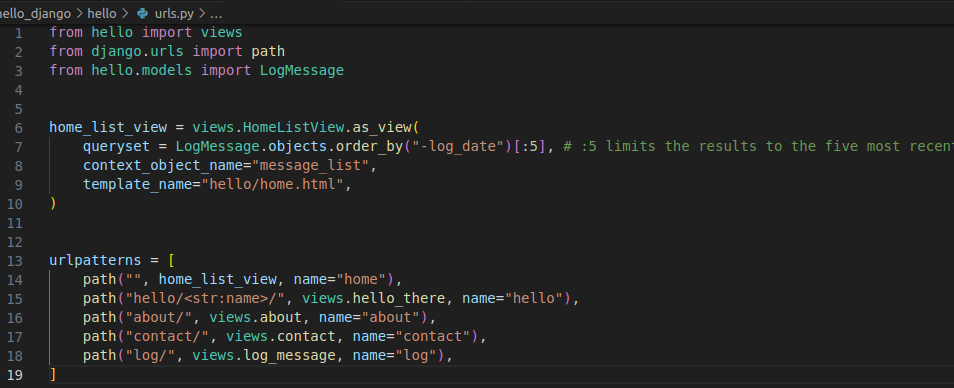 hello_django > hello > urls.py > ...
1 from hello import views
2 from django.urls import path
3 from hello.models import LogMessage
4
5
6 home_list_view = views.HomeListView.as_view(
7     queryset = LogMessage.objects.order_by("-log_date")[:5], # :5 limits the results to the five most recent
8     context_object_name="message_list",
9     template_name="hello/home.html",
10 )
11
12
13 urlpatterns = [
14     path("", home_list_view, name="home"),
15     path("hello/<str:name>/", views.hello_there, name="hello"),
16     path("about/", views.about, name="about"),
17     path("contact/", views.contact, name="contact"),
18     path("log/", views.log_message, name="log"),
19 ]